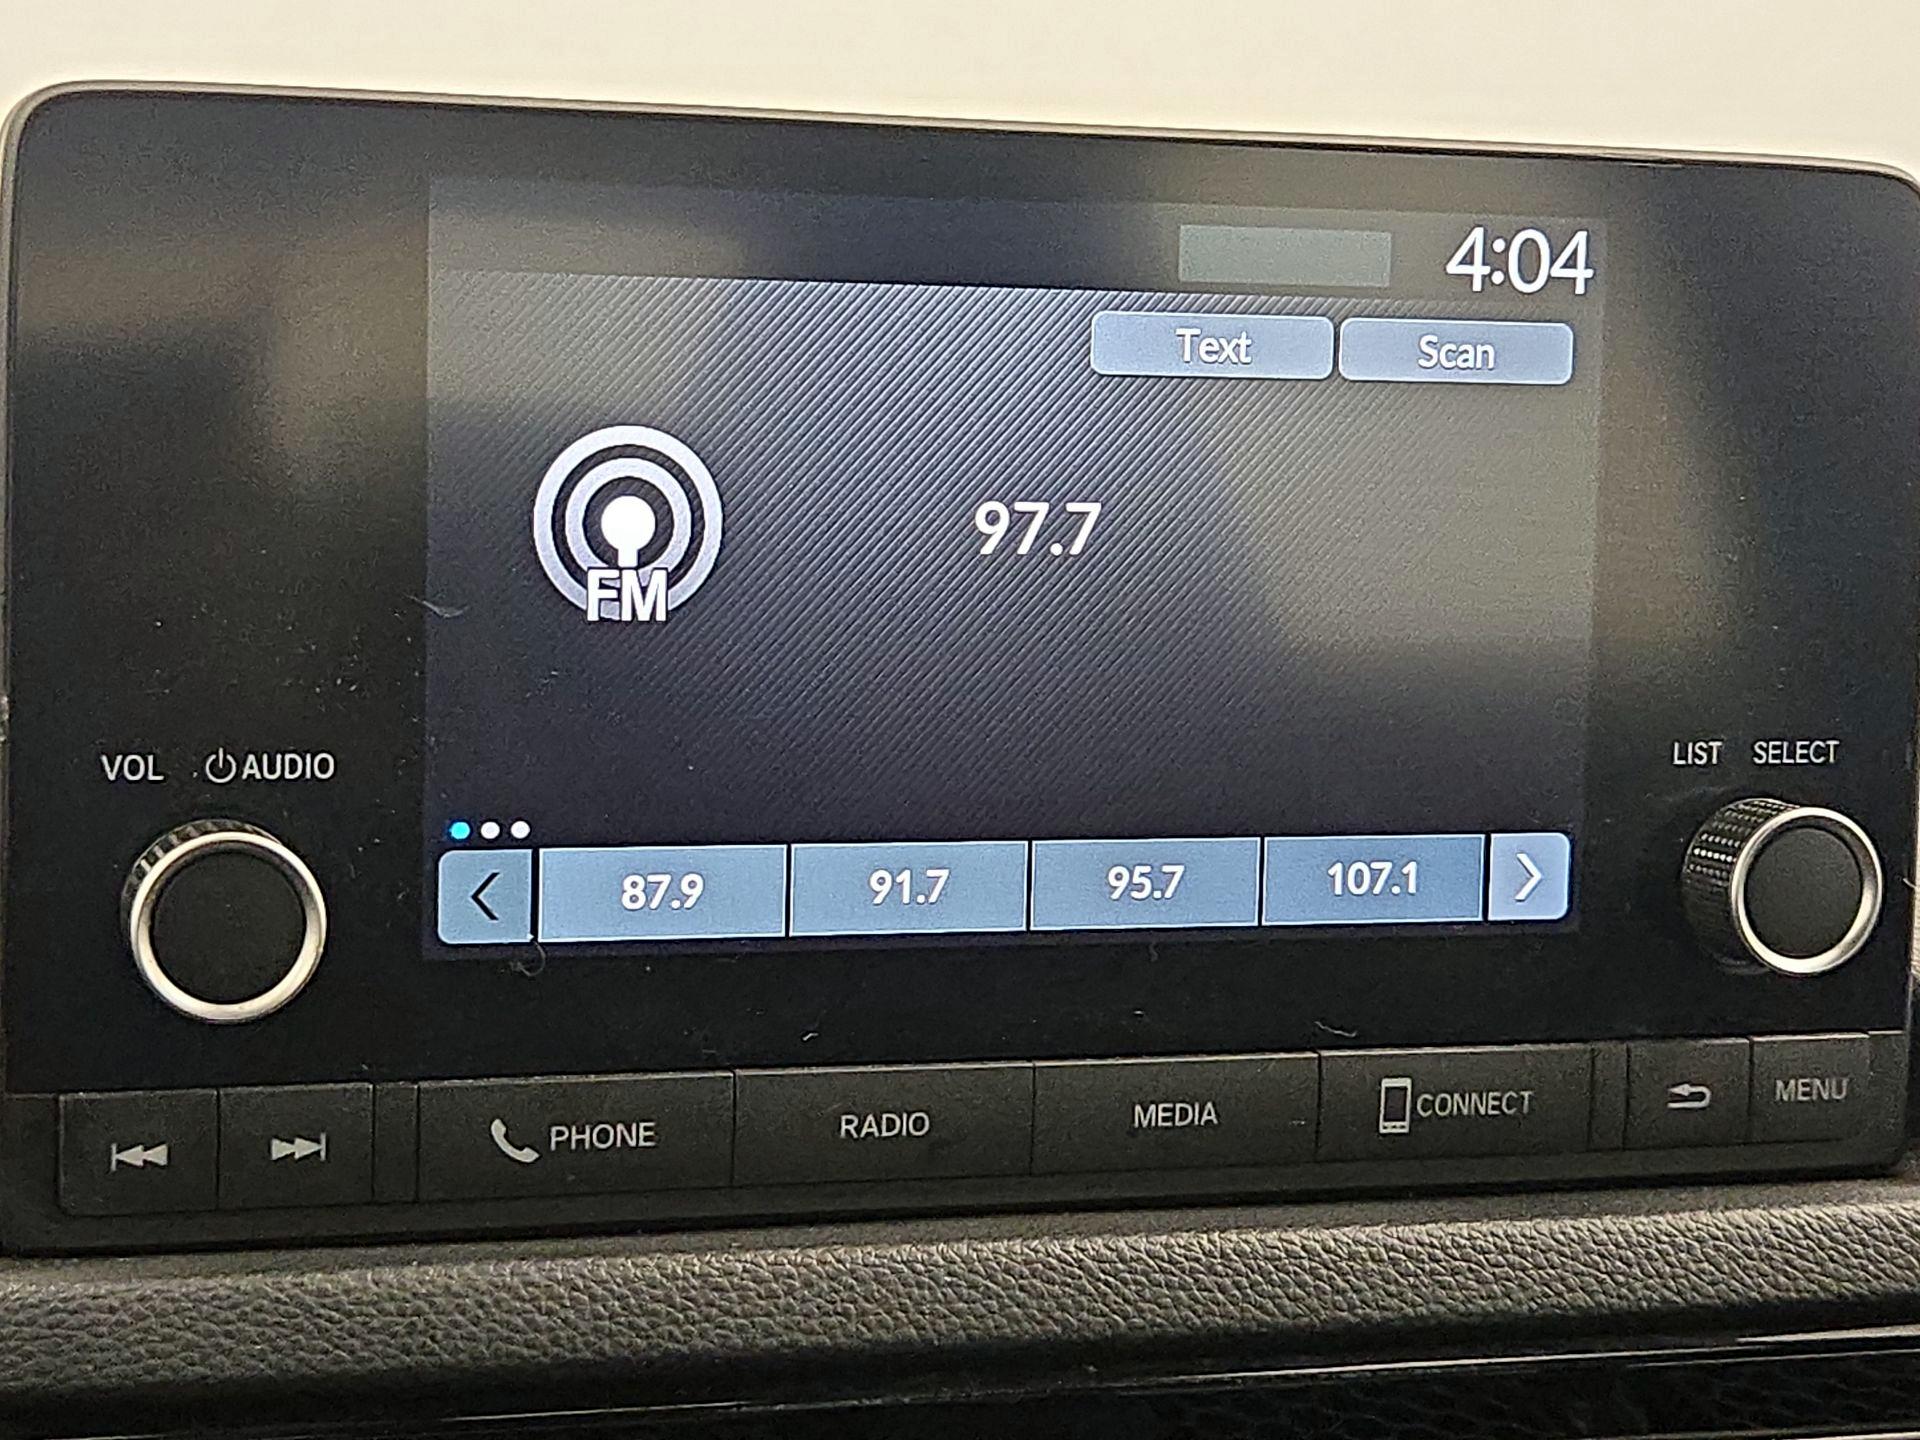 4:04
Text Scan
97.7
FM
VOL AUDIO
LIST SELECT
87.9 91.7 95.7 107.1
PHONE RADIO MEDIA CONNECT MENU